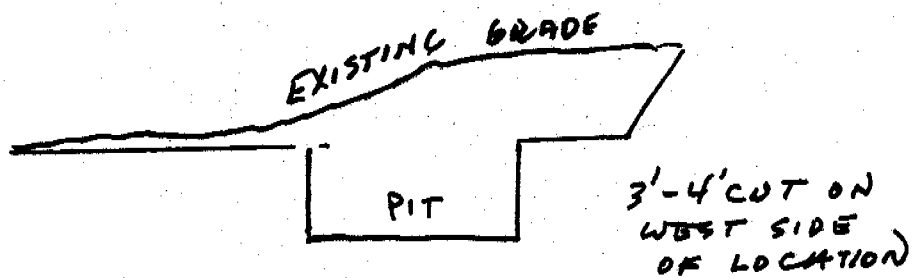 EXISTING GRADE
PIT
3'-4' CUT ON
WEST SIDE
OF LOCATION)